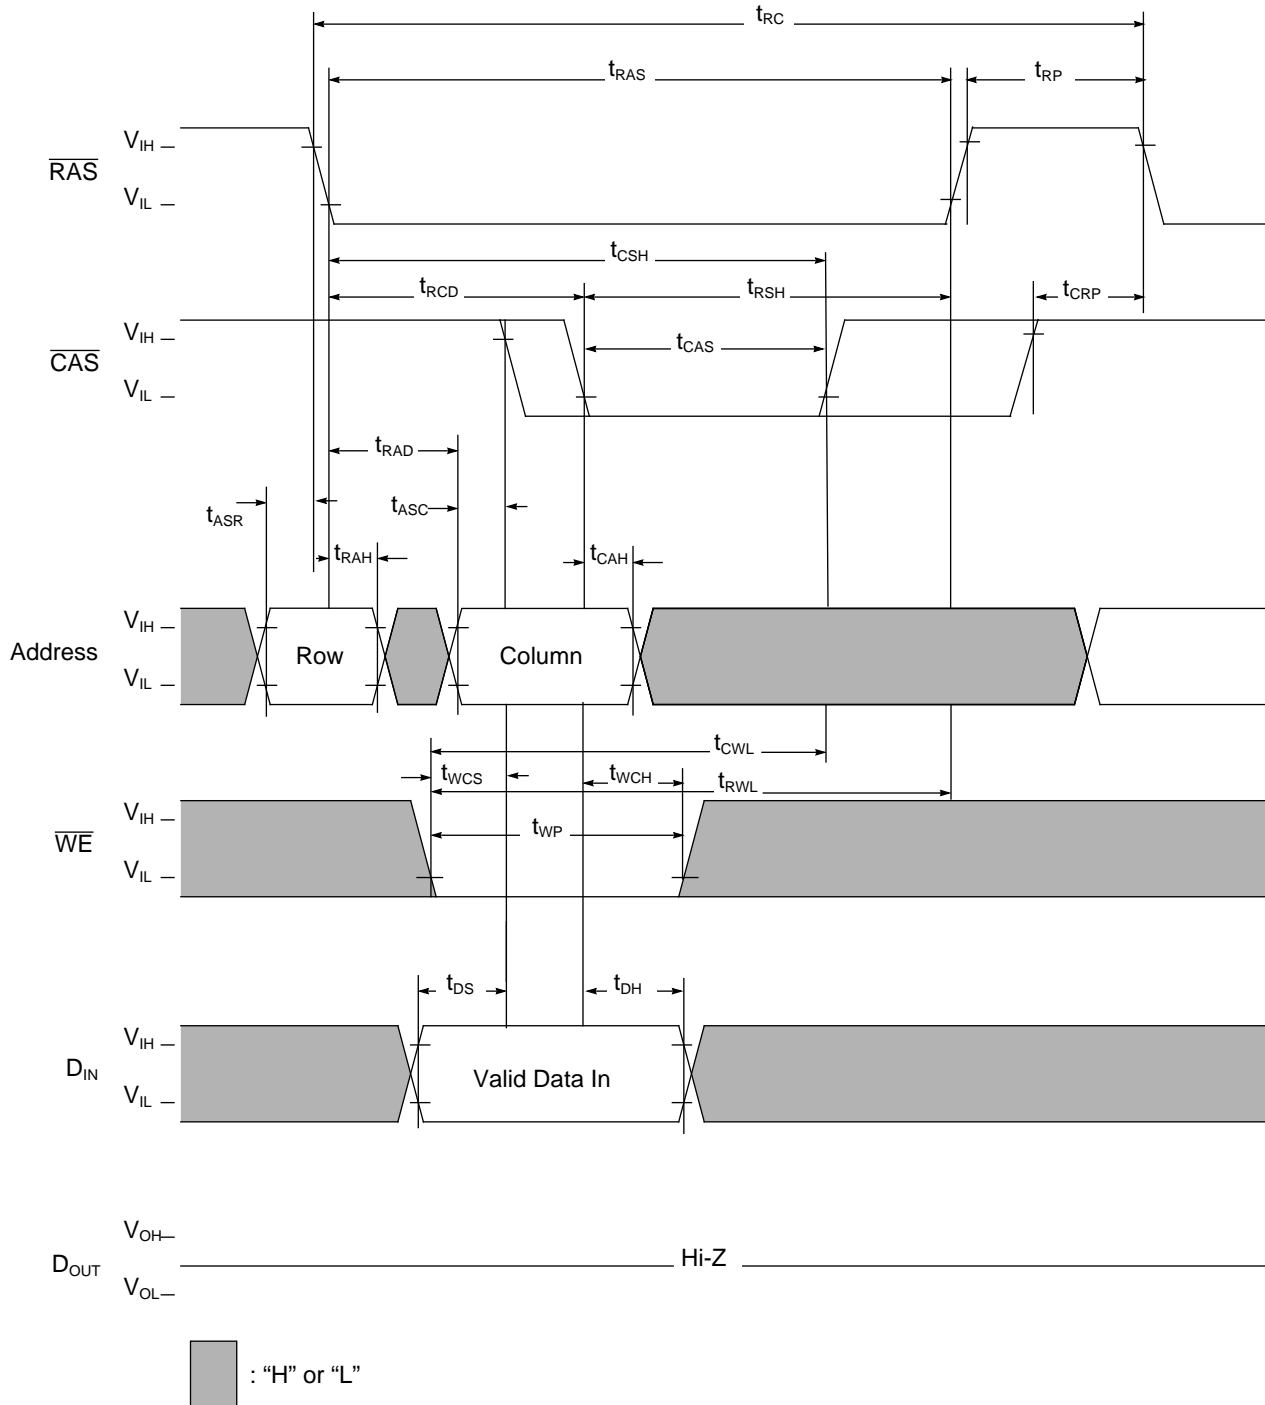 tRC
tRAS
tRP
VIH
RAS
VIL
tCSH
tRCD
tRSH
tCRP
VIH
tCAS
CAS
VIL
tRAD
tASR
tASC
tRAH
tCAH
VIH
Address
Row
Column
VIL
tCWL
tWCS
tWCH
tRWL
VIH
tWP
WE
VIL
tDS
tDH
VIH
DIN
Valid Data In
VIL
VOH
DOUT
Hi-Z
VOL
: “H” or “L”